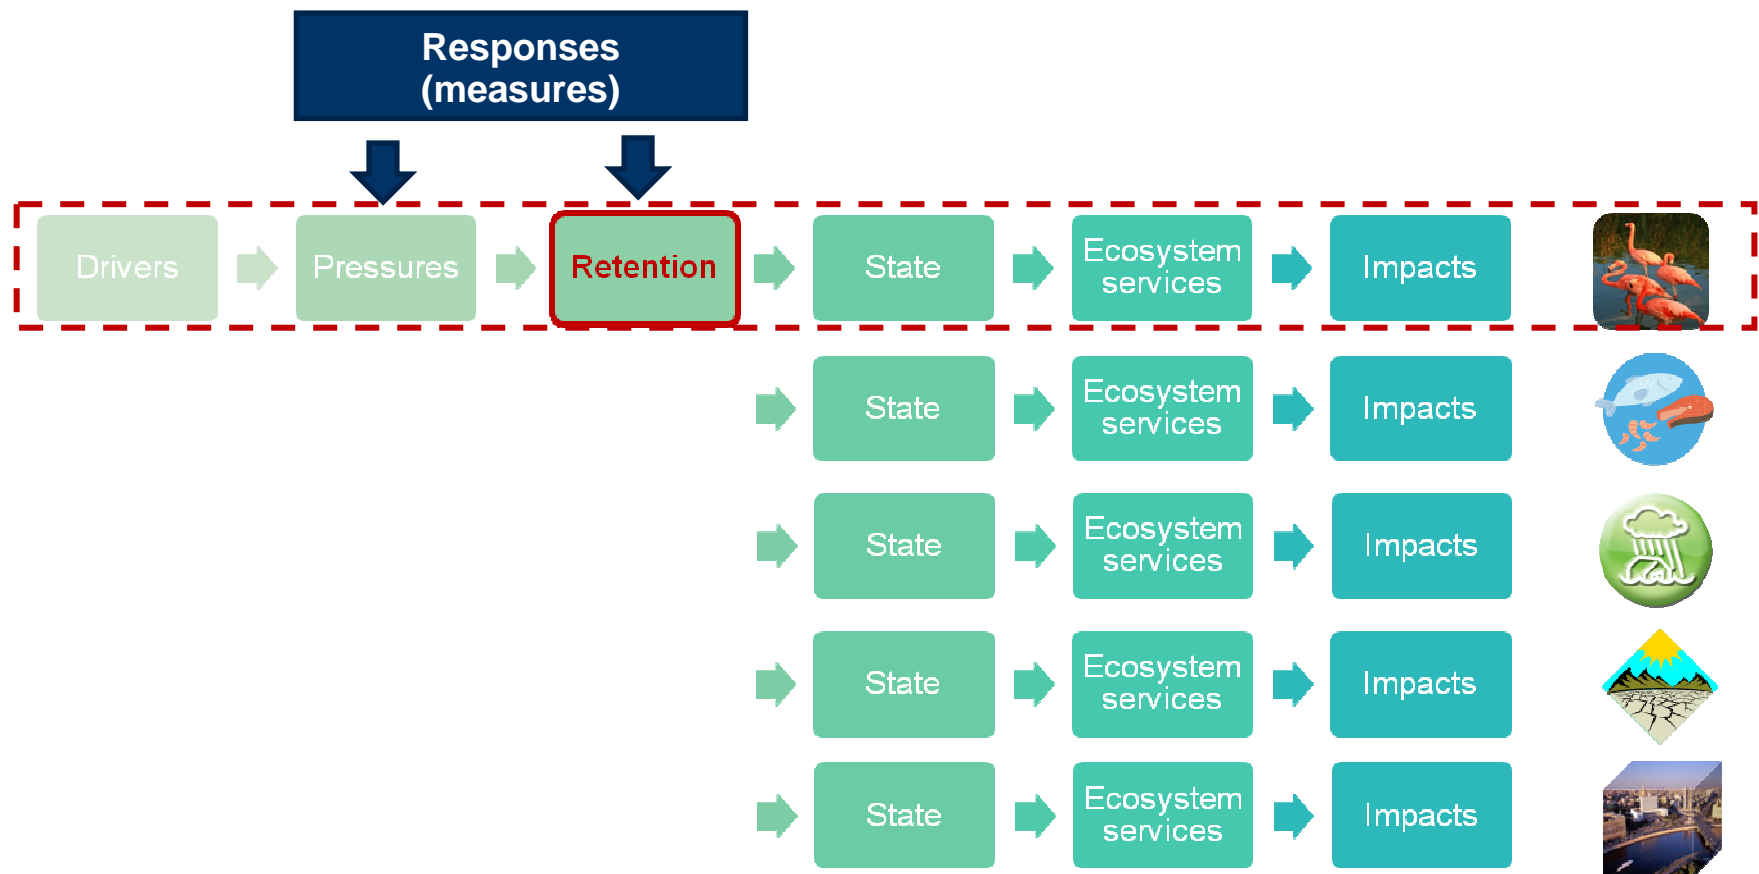 Responses
(measures)
Drivers
Pressures
Retention
State
Ecosystem
services
Impacts
State
Ecosystem
services
Impacts
State
Ecosystem
services
Impacts
State
Ecosystem
services
Impacts
State
Ecosystem
services
Impacts